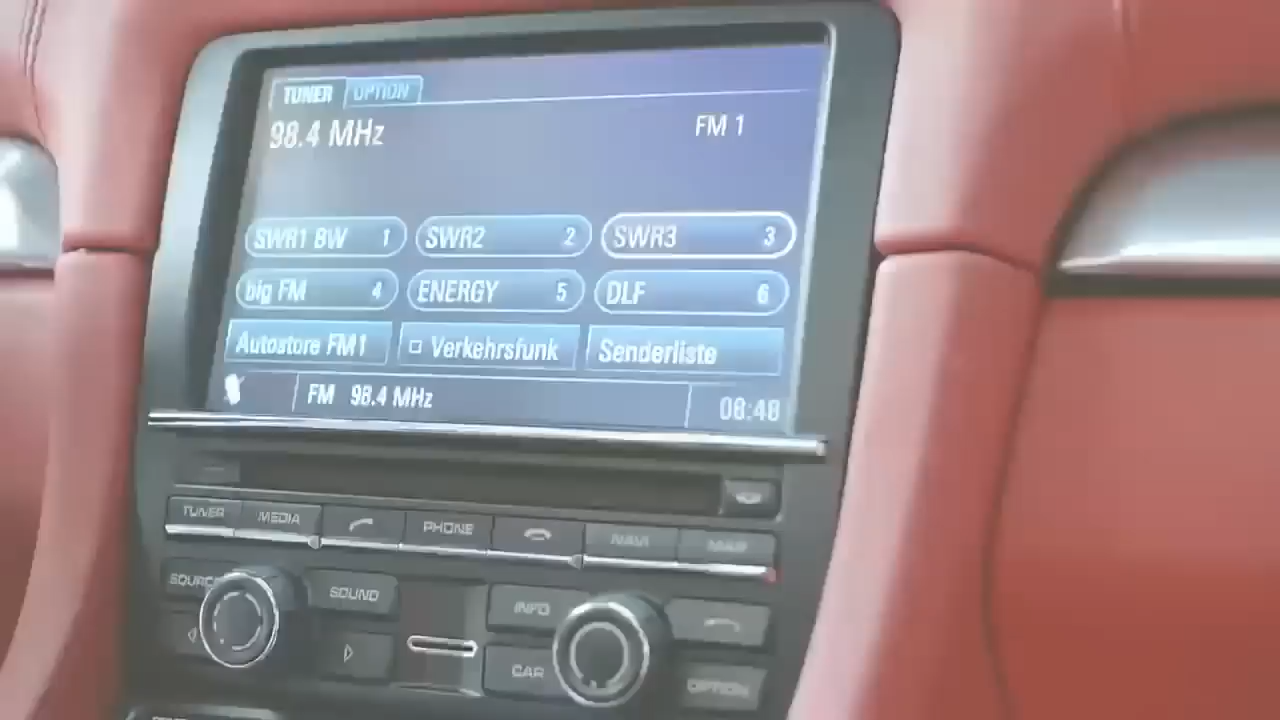 TUNER OPTION
98.4 MHz FM 1
SWR1 BW 1 SWR2 2 SWR3 3
big FM 4 ENERGY 5 DLF 6
Autostore FM1 Verkehrsfunk Senderliste
FM 98.4 MHz 08:48
TUNER MEDIA PHONE NAVI MAP
SOURCE SOUND INFO
CAR OPTION